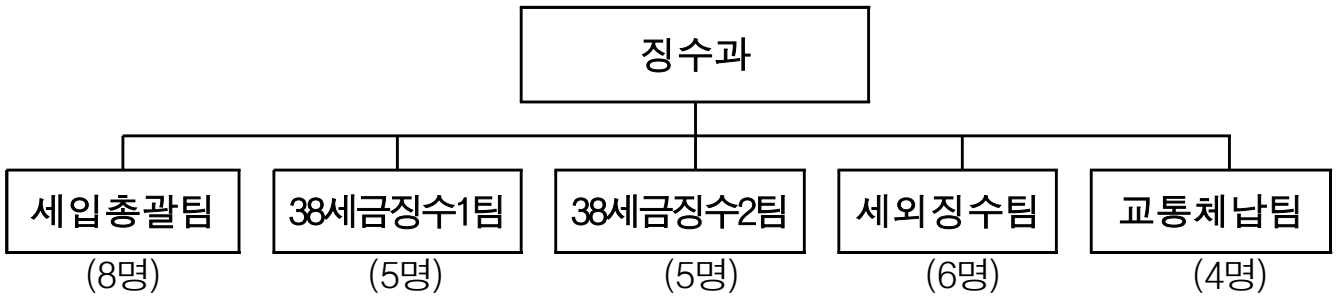 징수과
세입총괄팀 38세금징수1팀 38세금징수2팀 세외징수팀 교통체납팀
(8명) (5명) (5명) (6명) (4명)